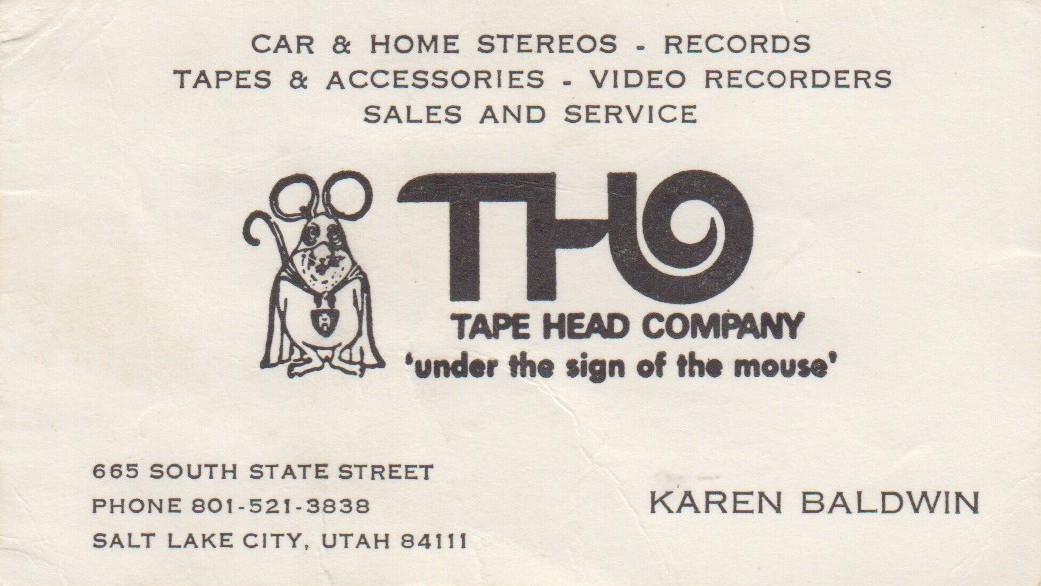 CAR & HOME STEREOS - RECORDS
TAPES & ACCESSORIES - VIDEO RECORDERS
SALES AND SERVICE
THC
TAPE HEAD COMPANY
'under the sign of the mouse'
665 SOUTH STATE STREET
PHONE 801-521-3838
SALT LAKE CITY, UTAH 84111
KAREN BALDWIN